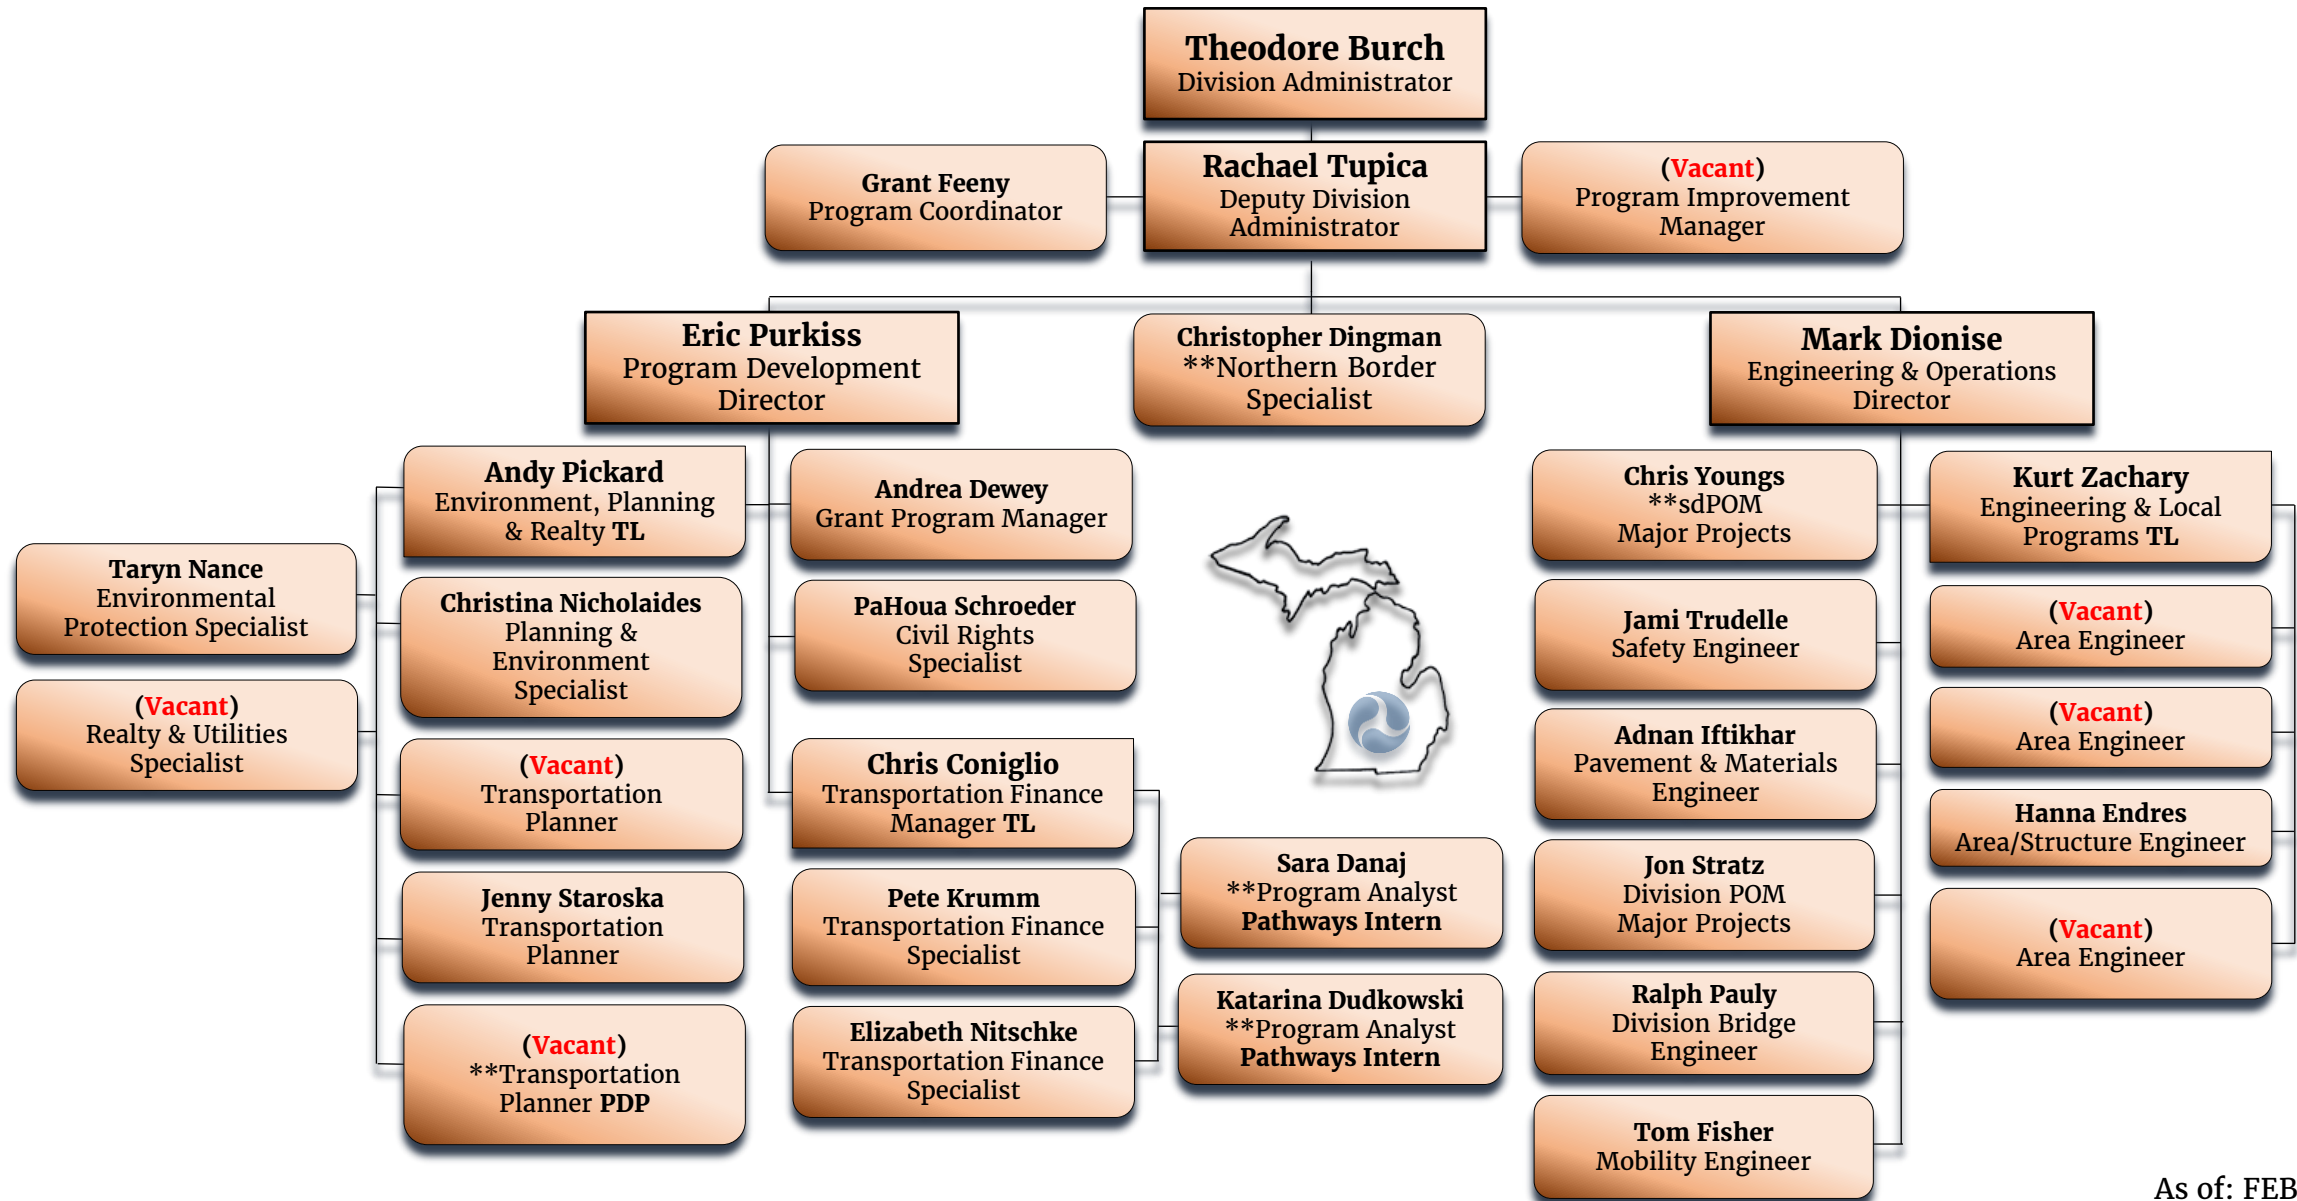 Theodore Burch
Division Administrator
Grant Feeny
Program Coordinator
Rachael Tupica
Deputy Division
Administrator
(Vacant)
Program Improvement
Manager
Eric Purkiss
Program Development
Director
Christopher Dingman
**Northern Border
Specialist
Mark Dionise
Engineering & Operations
Director
Taryn Nance
Environmental
Protection Specialist
(Vacant)
Realty & Utilities
Specialist
Andy Pickard
Environment, Planning
& Realty TL
Christina Nicholaides
Planning &
Environment
Specialist
(Vacant)
Transportation
Planner
Jenny Staroska
Transportation
Planner
(Vacant)
**Transportation
Planner PDP
Andrea Dewey
Grant Program Manager
PaHoua Schroeder
Civil Rights
Specialist
Chris Coniglio
Transportation Finance
Manager TL
Pete Krumm
Transportation Finance
Specialist
Elizabeth Nitschke
Transportation Finance
Specialist
Sara Danaj
**Program Analyst
Pathways Intern
Katarina Dudkowski
**Program Analyst
Pathways Intern
Chris Youngs
**sdPOM
Major Projects
Jami Trudelle
Safety Engineer
Adnan Iftikhar
Pavement & Materials
Engineer
Jon Stratz
Division POM
Major Projects
Ralph Pauly
Division Bridge
Engineer
Tom Fisher
Mobility Engineer
Kurt Zachary
Engineering & Local
Programs TL
(Vacant)
Area Engineer
(Vacant)
Area Engineer
Hanna Endres
Area/Structure Engineer
(Vacant)
Area Engineer
As of: FEB